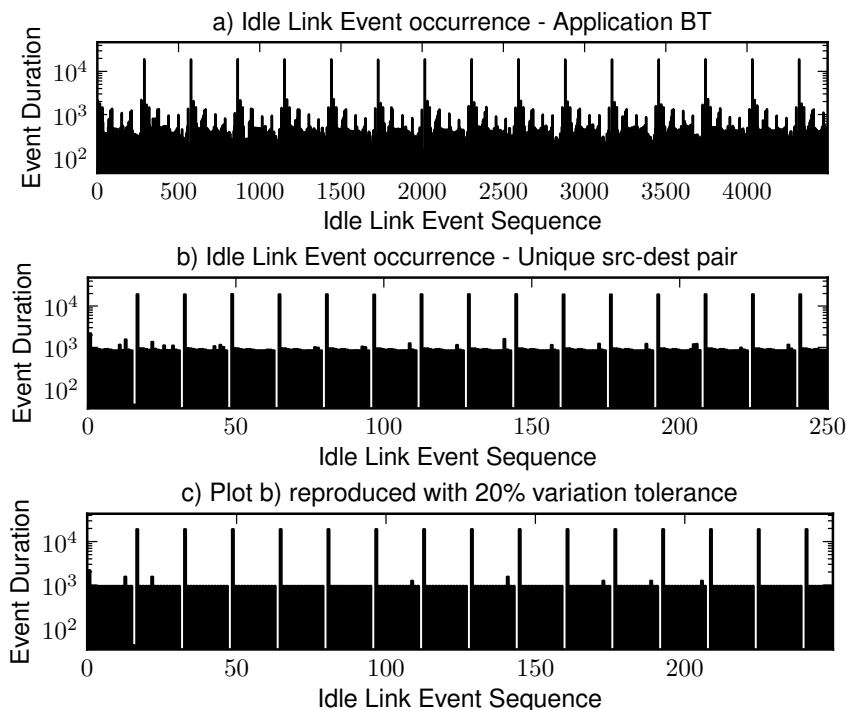 a) Idle Link Event occurrence - Application BT
Event Duration
10^4
10^3
10^2
0 500 1000 1500 2000 2500 3000 3500 4000
Idle Link Event Sequence
b) Idle Link Event occurrence - Unique src-dest pair
Event Duration
10^4
10^3
10^2
0 50 100 150 200 250
Idle Link Event Sequence
c) Plot b) reproduced with 20% variation tolerance
Event Duration
10^4
10^3
10^2
0 50 100 150 200
Idle Link Event Sequence